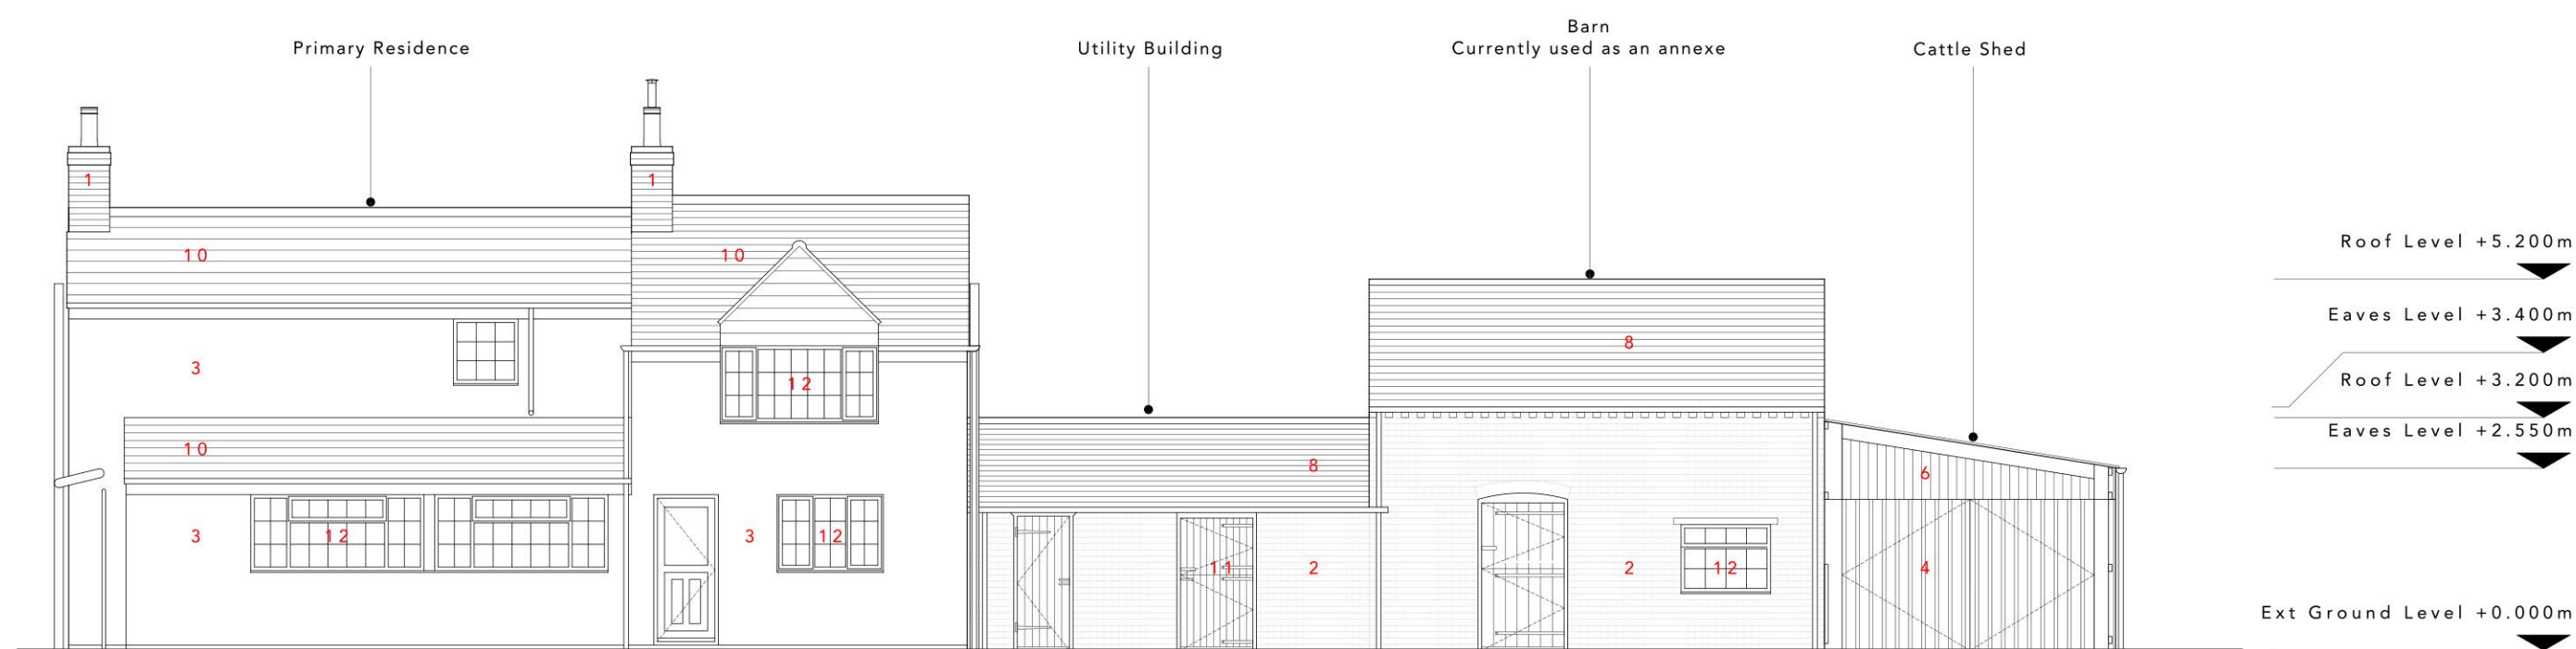 Barn
Primary Residence
Utility Building
Currently used as an annexe
Cattle Shed
1
1
Roof Level +5.200m
10
10
Eaves Level +3.400m
8
3
12
Roof Level +3.200m
Eaves Level +2.550m
10
8
6
3
12
3
12
11
2
2
12
4
Ext Ground Level +0.000m